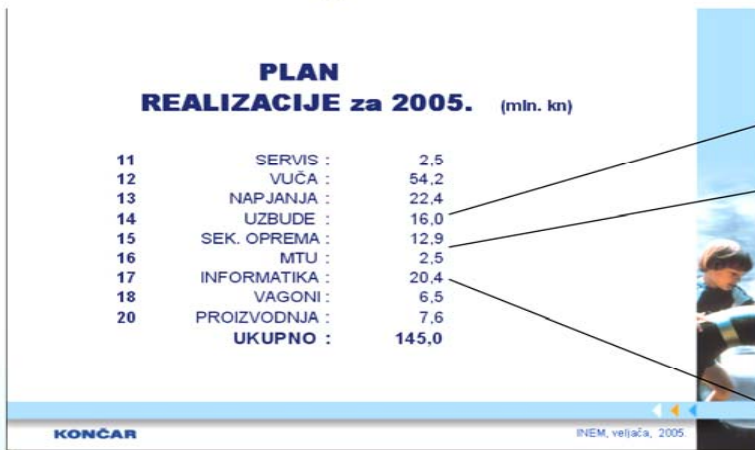 PLAN
REALIZACIJE za 2005. (mln. kn)
11 SERVIS : 2,5
12 VUČA : 54,2
13 NAPJANJA : 22,4
14 UZBUDE : 16,0
15 SEK. OPREMA : 12,9
16 MTU : 2,5
17 INFORMATIKA : 20,4
18 VAGONI : 6,5
20 PROIZVODNJA : 7,6
UKUPNO : 145,0
KONČAR INEM, veljača, 2005.